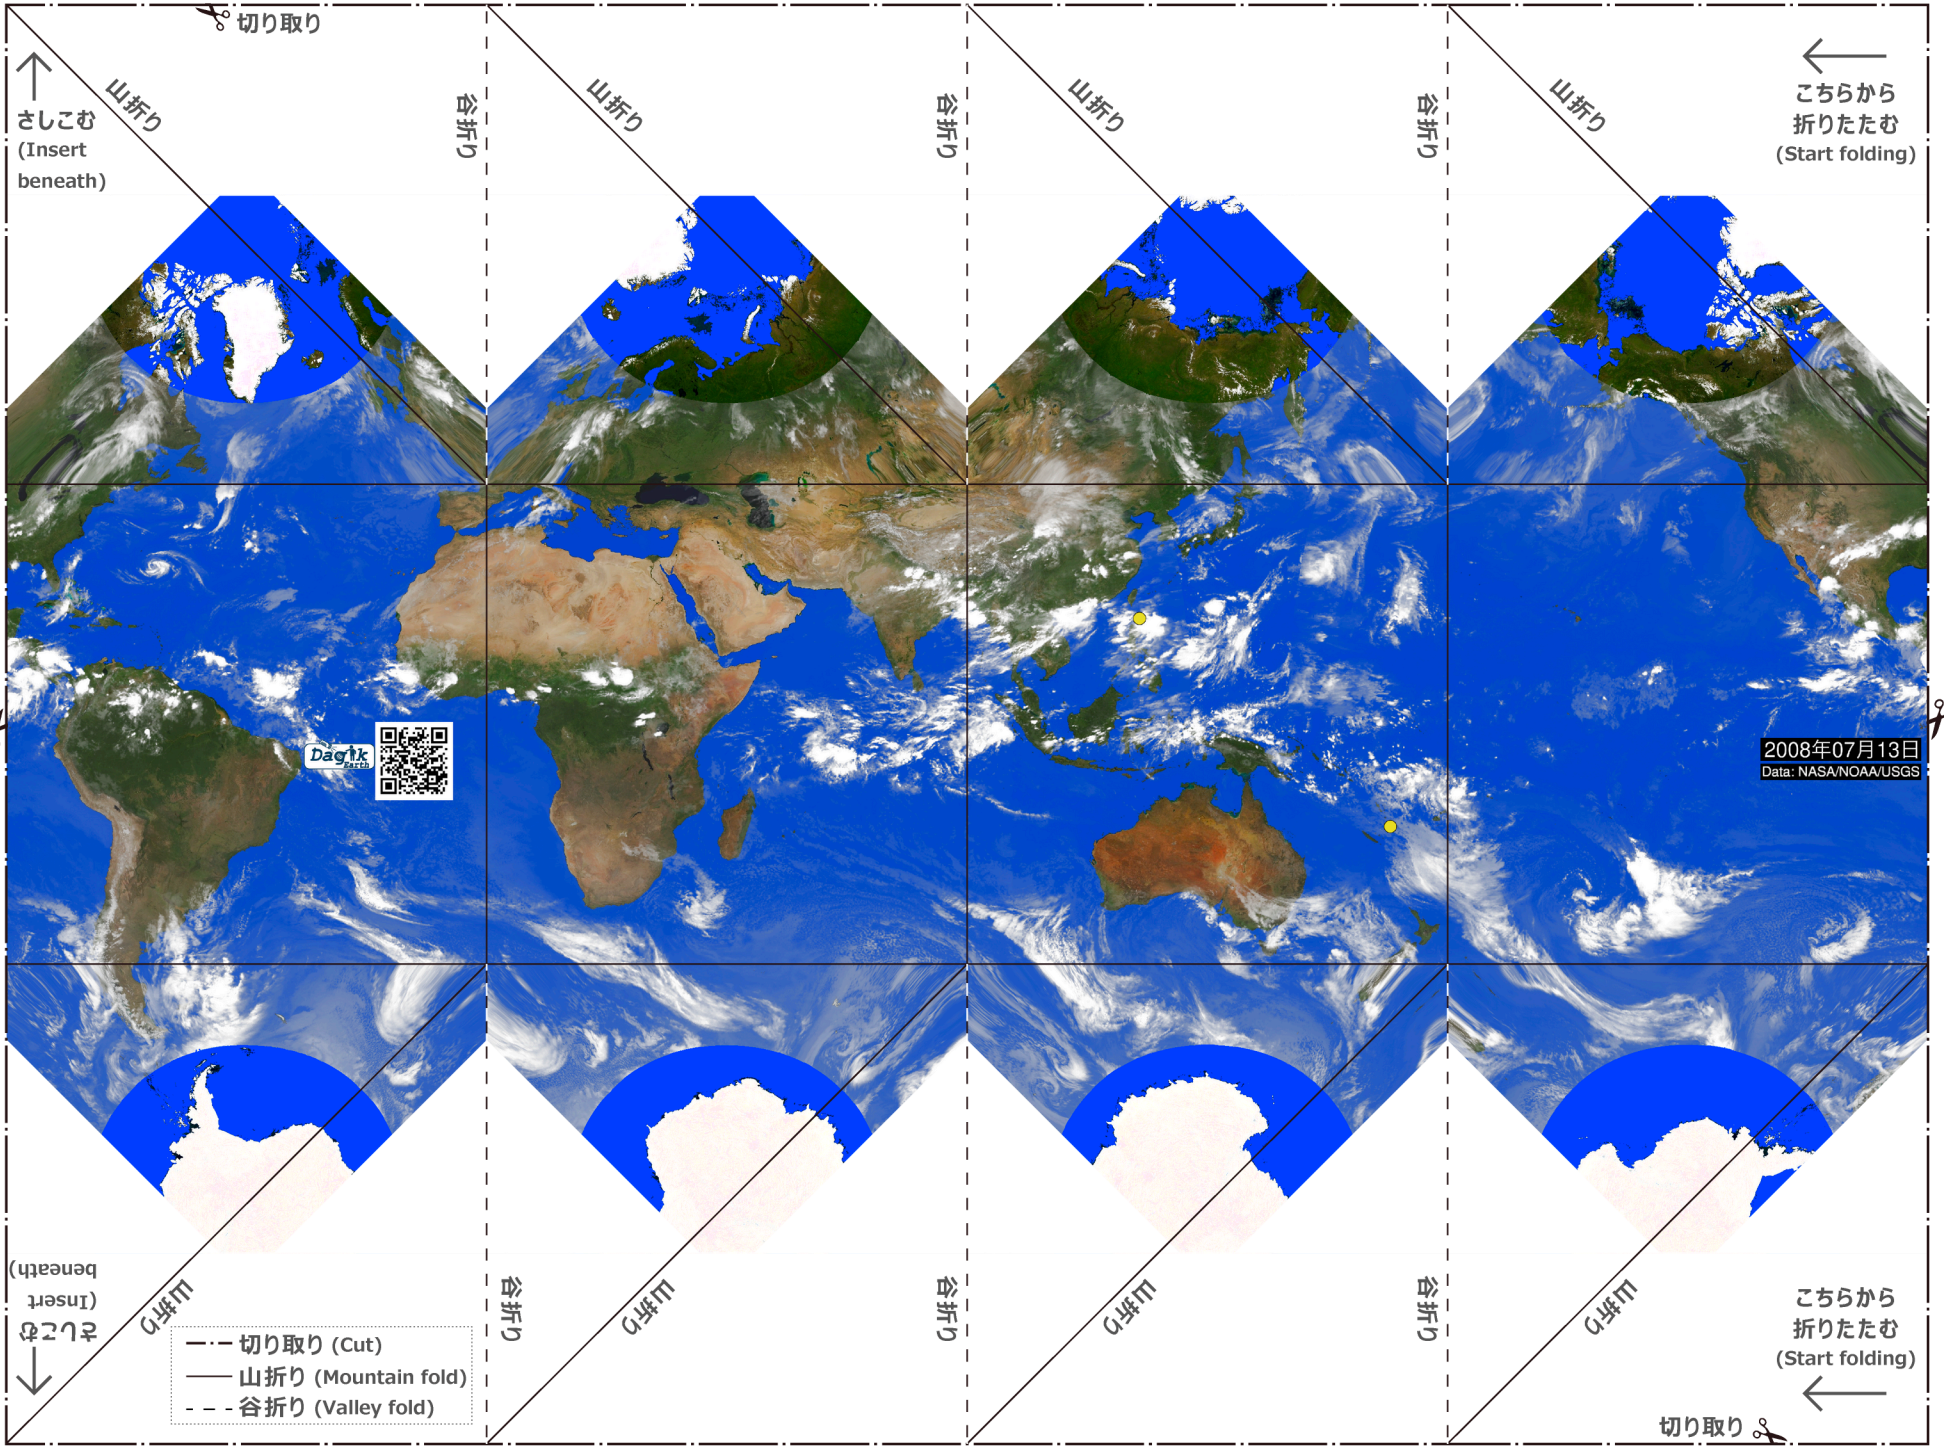 切り取り
山折り
谷折り
山折り
谷折り
山折り
谷折り
山折り
さしこむ
(Insert
beneath)
こちらから
折りたたむ
(Start folding)
Dagik
Earth
2008年07月13日
Data: NASA/NOAA/USGS
さしこむ
(Insert
beneath)
山折り
谷折り
山折り
谷折り
山折り
谷折り
山折り
切り取り (Cut)
山折り (Mountain fold)
谷折り (Valley fold)
こちらから
折りたたむ
(Start folding)
切り取り